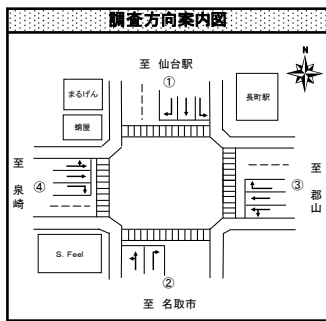 調査方向案内図
至 仙台駅
①
N
まるげん
蛸屋
長町駅
至 泉崎
④
③
至 郡山
S. Feel
②
至 名取市